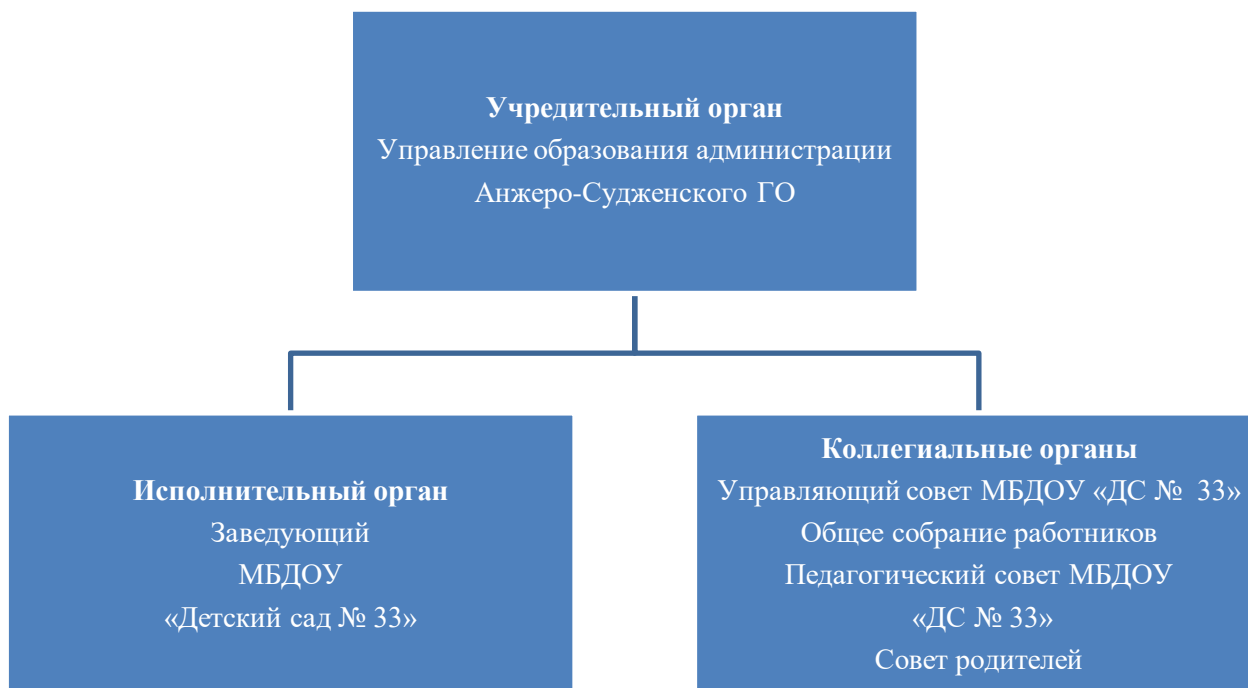 Учредительный орган
Управление образования администрации
Анжеро-Судженского ГО
Исполнительный орган
Заведующий
МБДОУ
«Детский сад № 33»
Коллегиальные органы
Управляющий совет МБДОУ «ДС № 33»
Общее собрание работников
Педагогический совет МБДОУ
«ДС № 33»
Совет родителей